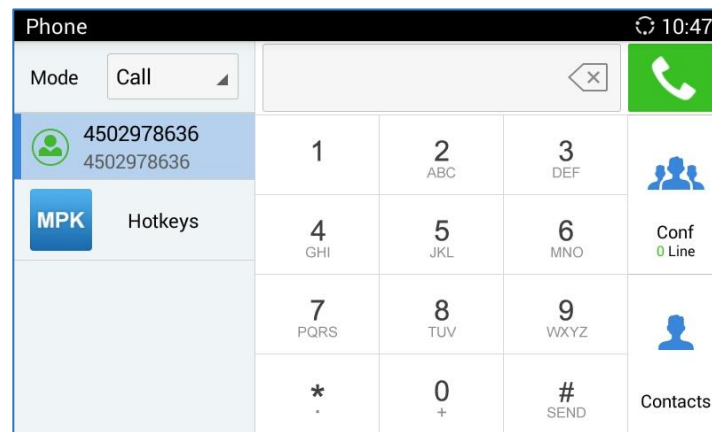 Phone 10:47
Mode Call
4502978636
4502978636
MPK Hotkeys
1 2 3
ABC DEF
4 5 6
GHI JKL MNO
7 8 9
PQRS TUV WXYZ
* 0 #
. + SEND
Conf
0 Line
Contacts